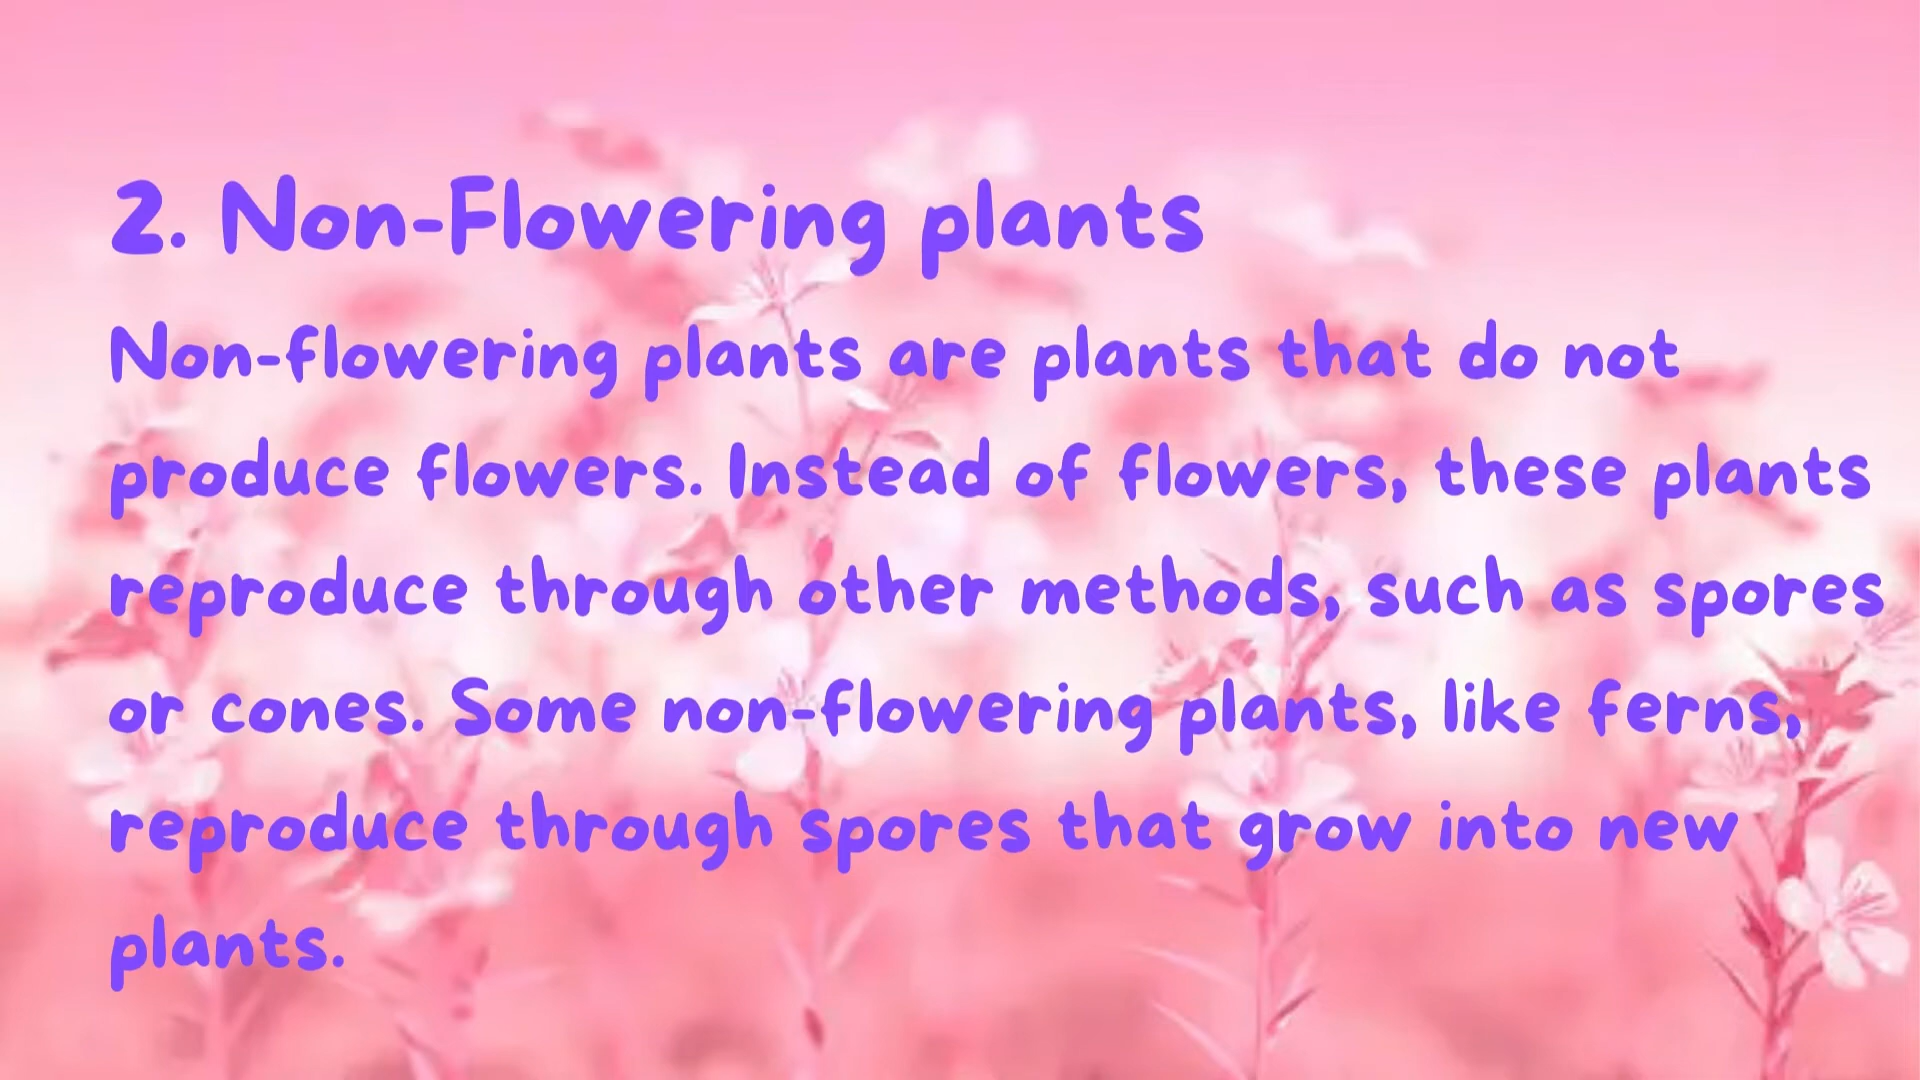 2. Non-Flowering plants
Non-flowering plants are plants that do not
produce flowers. Instead of flowers, these plants
reproduce through other methods, such as spores
or cones. Some non-flowering plants, like ferns,
reproduce through spores that grow into new
plants.